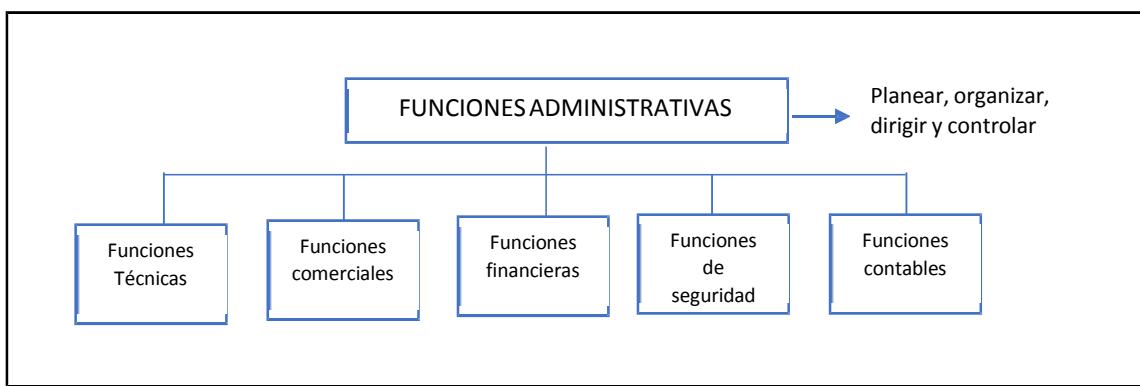 FUNCIONES ADMINISTRATIVAS
Planear, organizar,
dirigir y controlar
Funciones
Técnicas
Funciones
comerciales
Funciones
financieras
Funciones
de
seguridad
Funciones
contables